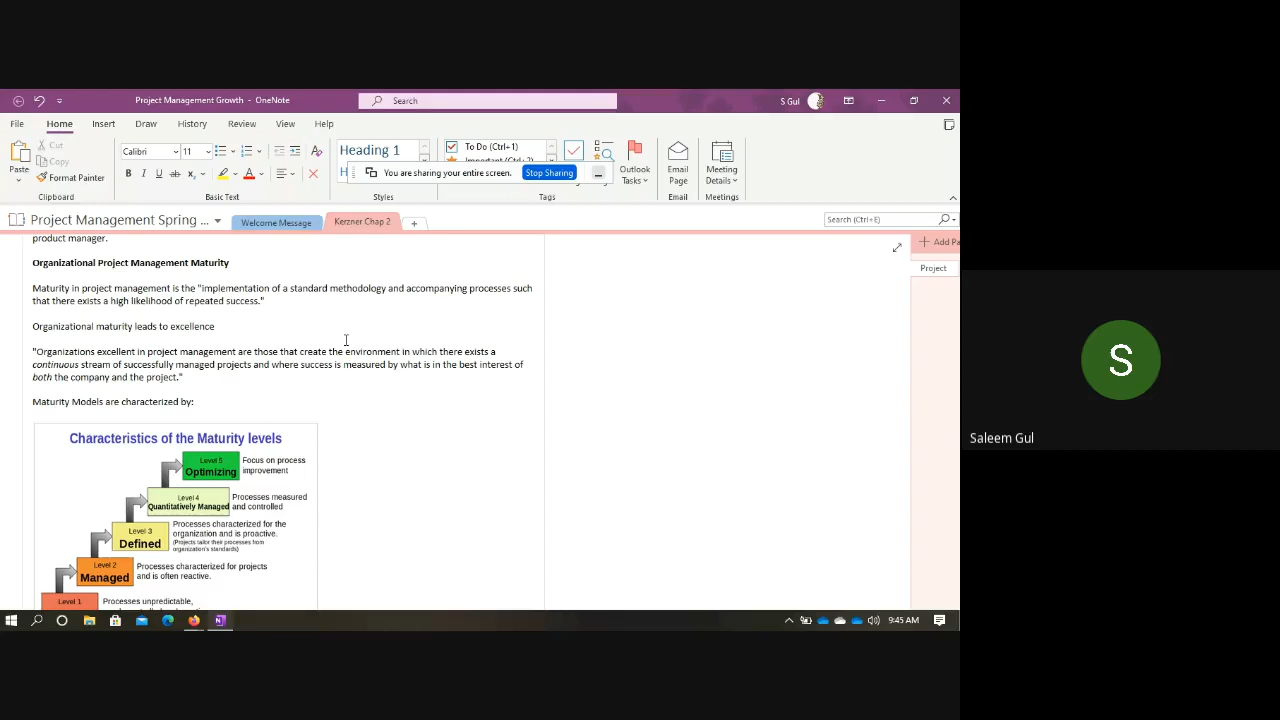 Project Management Growth - OneNote
Search
S Gul
File Home Insert Draw History Review View Help
Paste
Cut
Copy
Format Painter
Clipboard
Calibri 11
B I U ab x₂ A
Basic Text
Heading 1
H
Styles
To Do (Ctrl+1)
You are sharing your entire screen. Stop Sharing
Tags
Outlook
Tasks
Email
Page
Email
Meeting
Details
Meetings
Project Management Spring ... Welcome Message Kerzner Chap 2 +
Search (Ctrl+E)
Add Pa
Project
product manager.
Organizational Project Management Maturity
Maturity in project management is the "implementation of a standard methodology and accompanying processes such
that there exists a high likelihood of repeated success."
Organizational maturity leads to excellence
"Organizations excellent in project management are those that create the environment in which there exists a
continuous stream of successfully managed projects and where success is measured by what is in the best interest of
both the company and the project."
Maturity Models are characterized by:
Characteristics of the Maturity levels
Level 5
Optimizing
Focus on process
improvement
Level 4
Quantitatively Managed
Processes measured
and controlled
Level 3
Defined
Processes characterized for the
organization and is proactive.
(Projects tailor their processes from
organization's standards)
Level 2
Managed
Processes characterized for projects
and is often reactive.
Level 1
Processes unpredictable,
9:45 AM
S
Saleem Gul